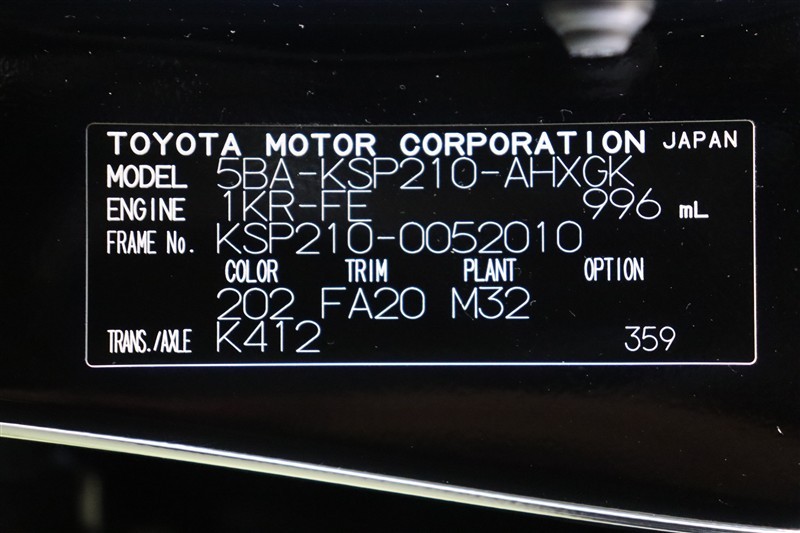 TOYOTA MOTOR CORPORATION JAPAN
MODEL 5BA-KSP210-AHXGK
ENGINE 1KR-FE 996 mL
FRAME No. KSP210-0052010
COLOR TRIM PLANT OPTION
202 FA20 M32
TRANS./AXLE K412 359